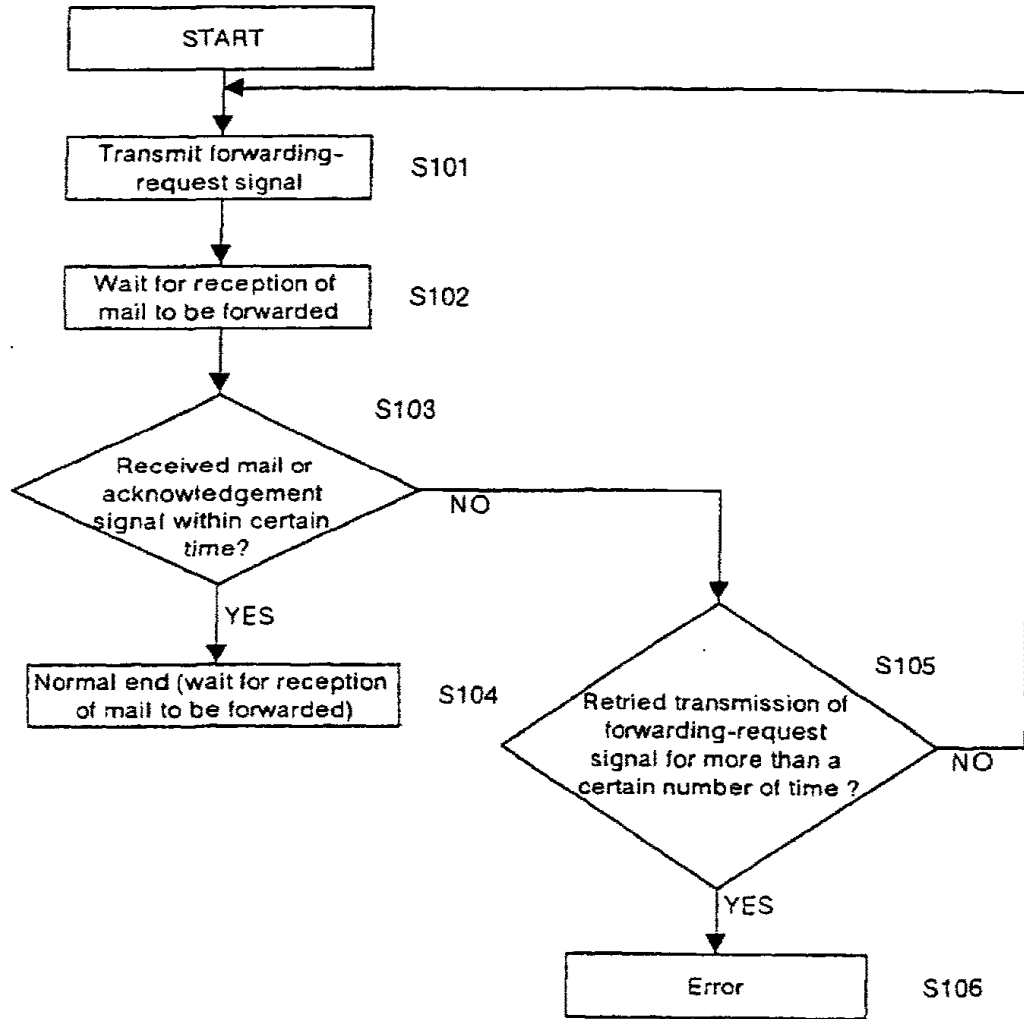 START
Transmit forwarding-
request signal
S101
Wait for reception of
mail to be forwarded
S102
S103
Received mail or
acknowledgement
signal within certain
time?
NO
YES
Normal end (wait for reception
of mail to be forwarded)
S104
S105
Retried transmission of
forwarding-request
signal for more than a
certain number of time ?
NO
YES
Error
S106